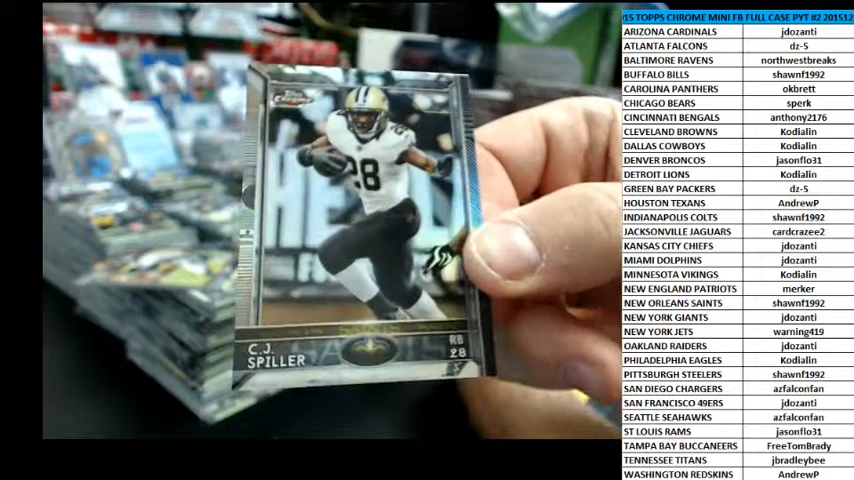 Topps
Chrome
28
28
SAINTS
C.J.
SPILLER
RB
28
15 TOPPS CHROME MINI FB FULL CASE PYT #2 201512
ARIZONA CARDINALS jdozanti
ATLANTA FALCONS dz-5
BALTIMORE RAVENS northwestbreaks
BUFFALO BILLS shawnf1992
CAROLINA PANTHERS okbrett
CHICAGO BEARS sperk
CINCINNATI BENGALS anthony2176
CLEVELAND BROWNS Kodialin
DALLAS COWBOYS Kodialin
DENVER BRONCOS jasonflo31
DETROIT LIONS Kodialin
GREEN BAY PACKERS dz-5
HOUSTON TEXANS AndrewP
INDIANAPOLIS COLTS shawnf1992
JACKSONVILLE JAGUARS cardcrazee2
KANSAS CITY CHIEFS jdozanti
MIAMI DOLPHINS jdozanti
MINNESOTA VIKINGS Kodialin
NEW ENGLAND PATRIOTS merker
NEW ORLEANS SAINTS shawnf1992
NEW YORK GIANTS jdozanti
NEW YORK JETS warning419
OAKLAND RAIDERS jdozanti
PHILADELPHIA EAGLES Kodialin
PITTSBURGH STEELERS shawnf1992
SAN DIEGO CHARGERS azfalconfan
SAN FRANCISCO 49ERS jdozanti
SEATTLE SEAHAWKS azfalconfan
ST LOUIS RAMS jasonflo31
TAMPA BAY BUCCANEERS FreeTomBrady
TENNESSEE TITANS jbradleybee
WASHINGTON REDSKINS AndrewP